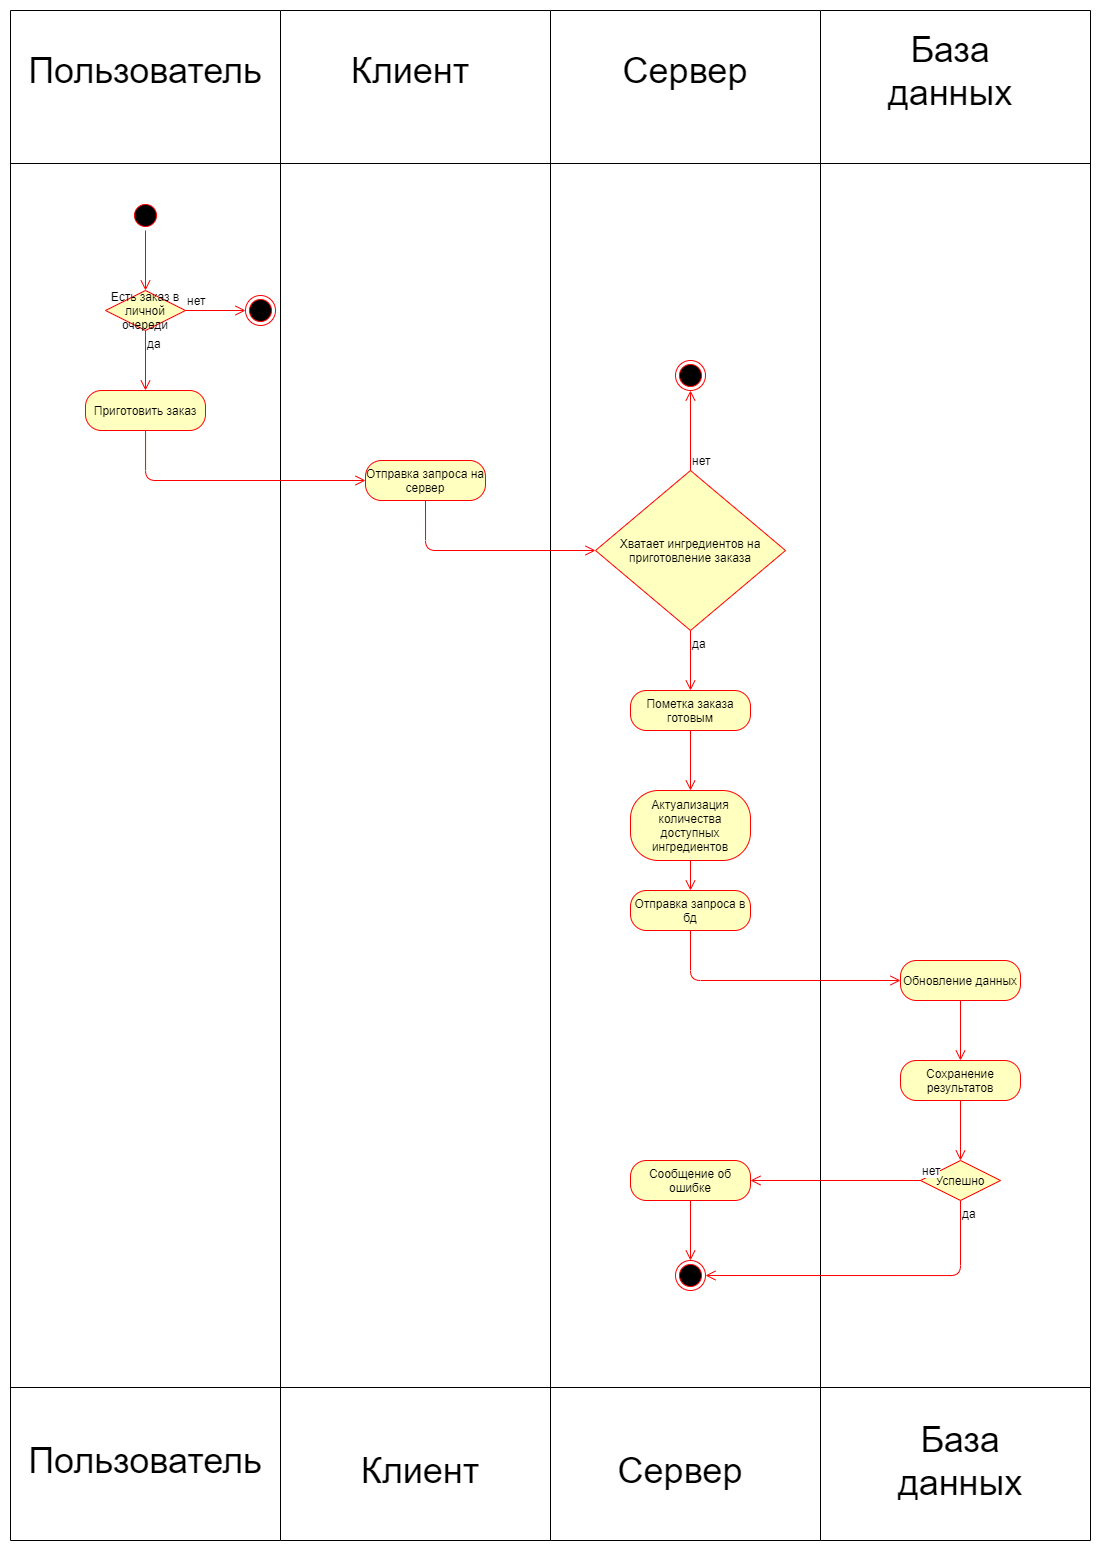 Пользователь
Клиент
Сервер
База
данных
Есть заказ в
личной
очереди
нет
да
Приготовить заказ
Отправка запроса на
сервер
нет
Хватает ингредиентов на
приготовление заказа
да
Пометка заказа
готовым
Актуализация
количества
доступных
ингредиентов
Отправка запроса в
бд
Обновление данных
Сохранение
результатов
Сообщение об
ошибке
нет
Успешно
да
Пользователь
Клиент
Сервер
База
данных